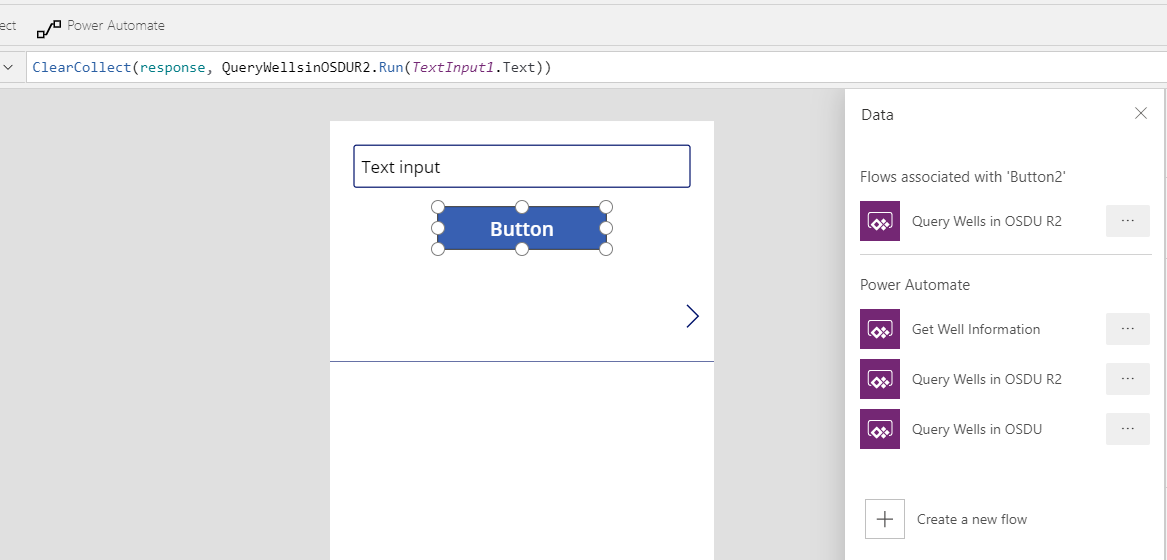 ect Power Automate
ClearCollect(response, QueryWellsinOSDUR2.Run(TextInput1.Text))
Text input
Button
Data
Flows associated with 'Button2'
Query Wells in OSDU R2
...
Power Automate
Get Well Information
...
Query Wells in OSDU R2
...
Query Wells in OSDU
...
Create a new flow